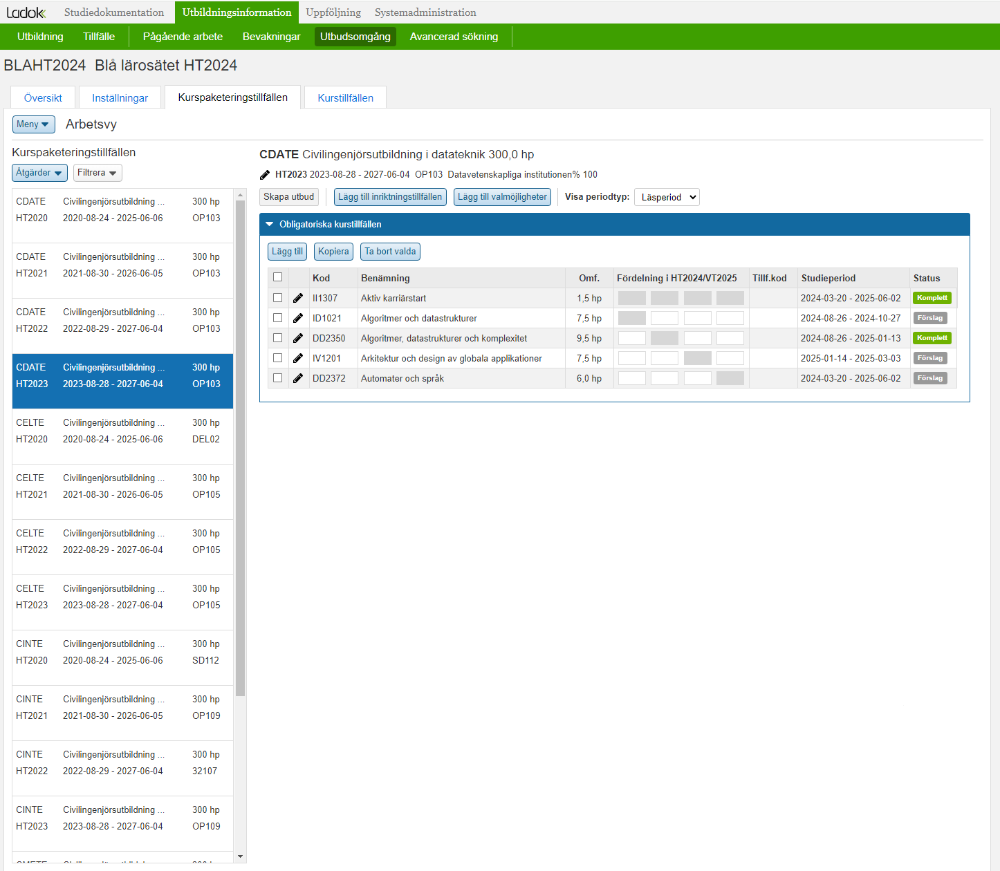 Ladok Studiedokumentation Utbildningsinformation Uppföljning Systemadministration
Utbildning Tillfälle Pågående arbete Bevakningar Utbudsomgång Avancerad sökning
BLAHT2024 Blå lärosätet HT2024
Översikt Inställningar Kurspaketeringstillfällen Kurstillfällen
Meny Arbetsvy
Kurspaketeringstillfällen
Åtgärder Filtrera
CDATE Civilingenjörsutbildning ... 300 hp
HT2020 2020-08-24 - 2025-06-06 OP103
CDATE Civilingenjörsutbildning ... 300 hp
HT2021 2021-08-30 - 2026-06-05 OP103
CDATE Civilingenjörsutbildning ... 300 hp
HT2022 2022-08-29 - 2027-06-04 OP103
CDATE Civilingenjörsutbildning ... 300 hp
HT2023 2023-08-28 - 2027-06-04 OP103
CELTE Civilingenjörsutbildning ... 300 hp
HT2020 2020-08-24 - 2025-06-06 DEL02
CELTE Civilingenjörsutbildning ... 300 hp
HT2021 2021-08-30 - 2026-06-05 OP105
CELTE Civilingenjörsutbildning ... 300 hp
HT2022 2022-08-29 - 2027-06-04 OP105
CELTE Civilingenjörsutbildning ... 300 hp
HT2023 2023-08-28 - 2027-06-04 OP105
CINTE Civilingenjörsutbildning ... 300 hp
HT2020 2020-08-24 - 2025-06-06 SD112
CINTE Civilingenjörsutbildning ... 300 hp
HT2021 2021-08-30 - 2026-06-05 OP109
CINTE Civilingenjörsutbildning ... 300 hp
HT2022 2022-08-29 - 2027-06-04 32107
CINTE Civilingenjörsutbildning ... 300 hp
HT2023 2023-08-28 - 2027-06-04 OP109
CDATE Civilingenjörsutbildning i datateknik 300,0 hp
HT2023 2023-08-28 - 2027-06-04 OP103 Datavetenskapliga institutionen% 100
Skapa utbud Lägg till inriktningstillfällen Lägg till valmöjligheter Visa periodtyp: Läsperiod
Obligatoriska kurstillfällen
Lägg till Kopiera Ta bort valda
Kod Benämning Omf. Fördelning i HT2024/VT2025 Tillf.kod Studieperiod Status
II1307 Aktiv karriärstart 1,5 hp 2024-03-20 - 2025-06-02 Komplett
ID1021 Algoritmer och datastrukturer 7,5 hp 2024-08-26 - 2024-10-27 Förslag
DD2350 Algoritmer, datastrukturer och komplexitet 9,5 hp 2024-08-26 - 2025-01-13 Komplett
IV1201 Arkitektur och design av globala applikationer 7,5 hp 2025-01-14 - 2025-03-03 Förslag
DD2372 Automater och språk 6,0 hp 2024-03-20 - 2025-06-02 Förslag